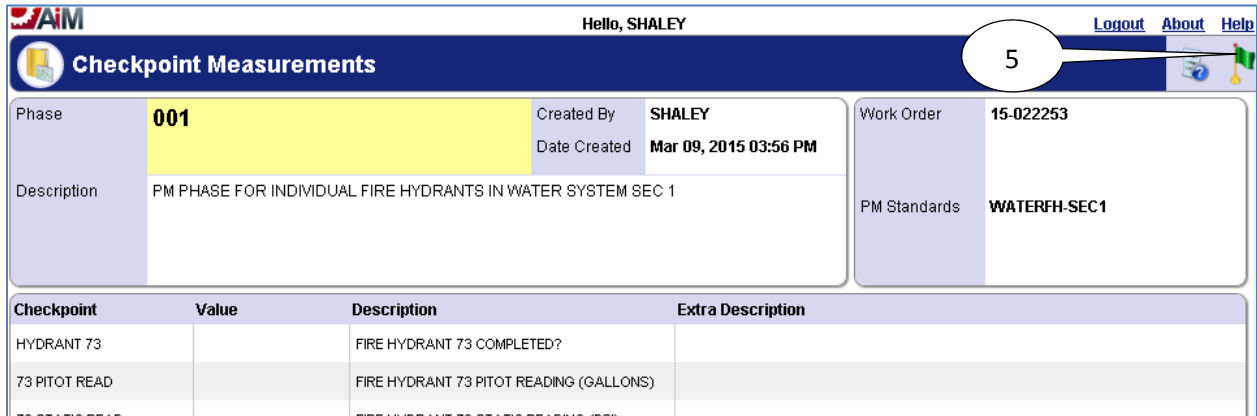 AiM Hello, SHALEY Logout About Help
5
Checkpoint Measurements
Phase 001 Created By SHALEY Work Order 15-022253
Date Created Mar 09, 2015 03:56 PM
Description PM PHASE FOR INDIVIDUAL FIRE HYDRANTS IN WATER SYSTEM SEC 1
PM Standards WATERFH-SEC1
Checkpoint Value Description Extra Description
HYDRANT 73 FIRE HYDRANT 73 COMPLETED?
73 PITOT READ FIRE HYDRANT 73 PITOT READING (GALLONS)